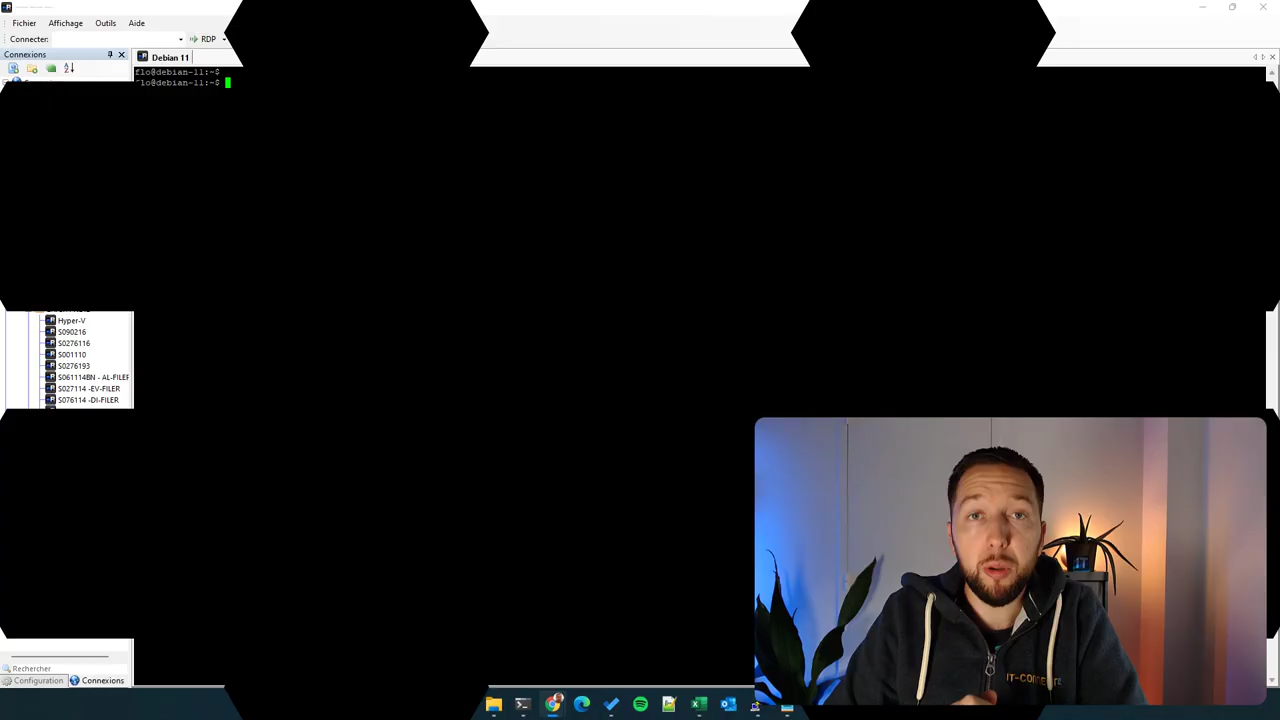 Fichier Affichage Outils Aide
Connecter: RDP
Connexions
Debian 11
flo@debian-11:~$
flo@debian-11:~$
Hyper-V
S090216
S0276116
S001110
S0276193
S061114BN - AL-FILER
S027114 -EV-FILER
S076114 -DI-FILER
Rechercher
Configuration Connexions
IT